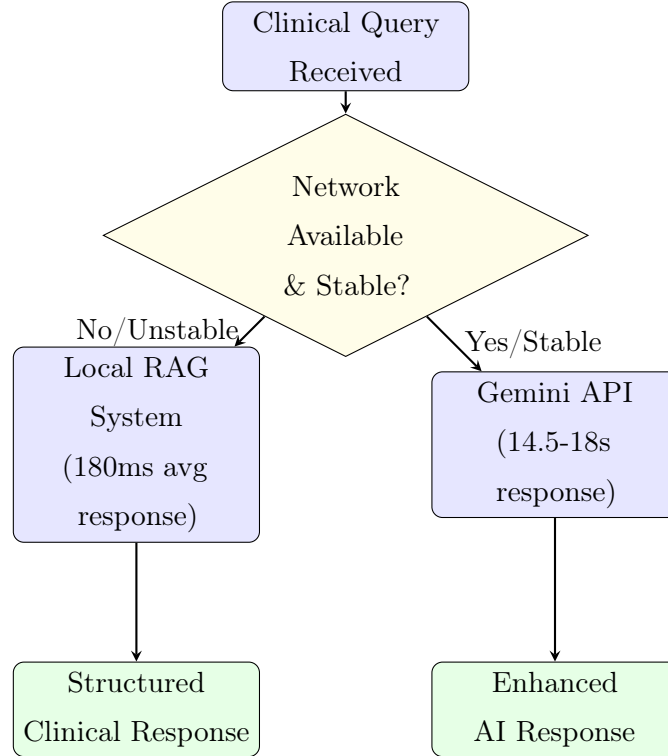 Clinical Query
Received
Network
Available
& Stable?
No/Unstable
Yes/Stable
Local RAG
System
(180ms avg
response)
Gemini API
(14.5-18s
response)
Structured
Clinical Response
Enhanced
AI Response